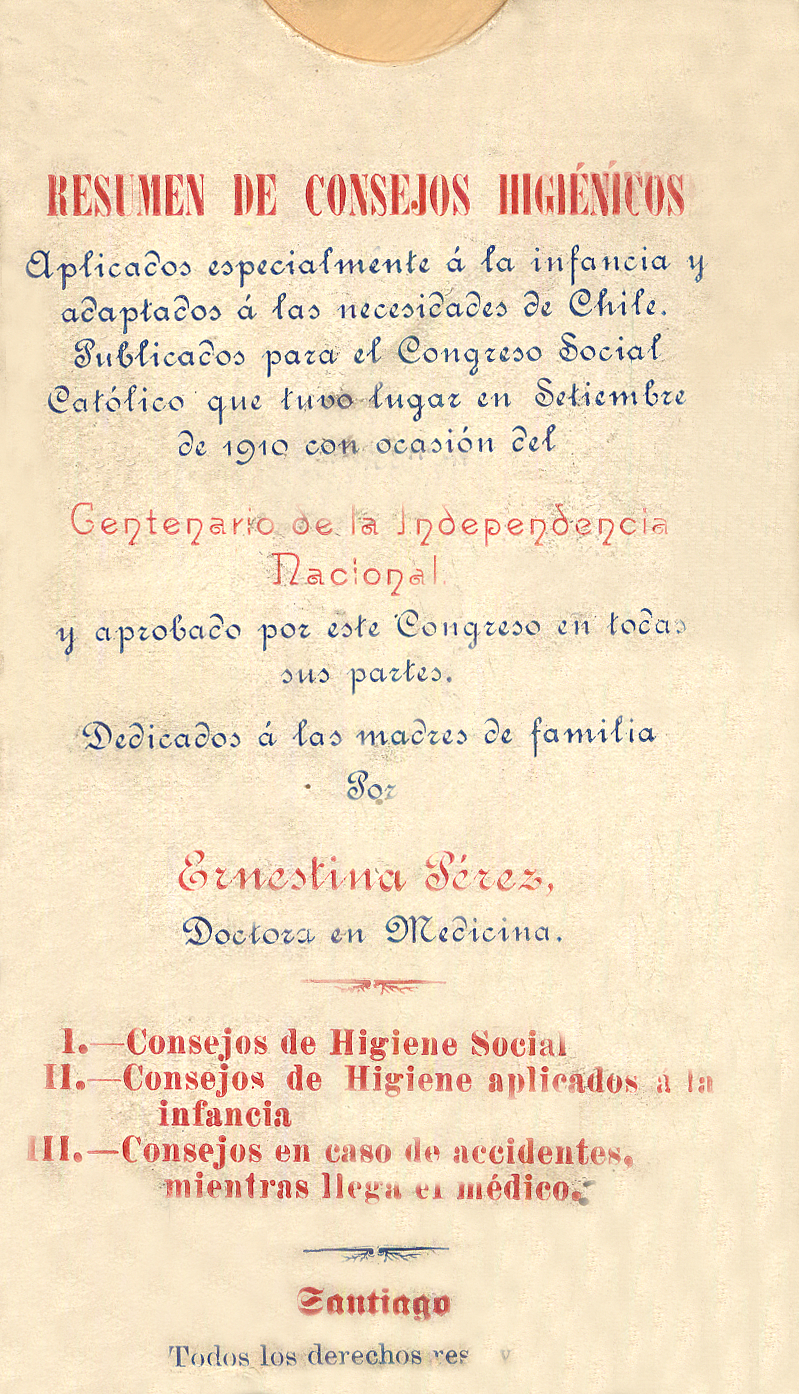 RESUMEN DE CONSEJOS HIGIÉNICOS
Aplicados especialmente á la infancia y
adaptados á las necesidades de Chile.
Publicados para el Congreso Social
Católico que tuvo lugar en Setiembre
de 1910 con ocasión del
Centenario de la Independencia
Nacional.
y aprobado por este Congreso en todas
sus partes.
Dedicados á las madres de familia
Por
Ernestina Pérez,
Doctora en Medicina.
I.—Consejos de Higiene Social
II.—Consejos de Higiene aplicados á la
infancia
III.—Consejos en caso de accidentes,
mientras llega el médico.
Santiago
Todos los derechos